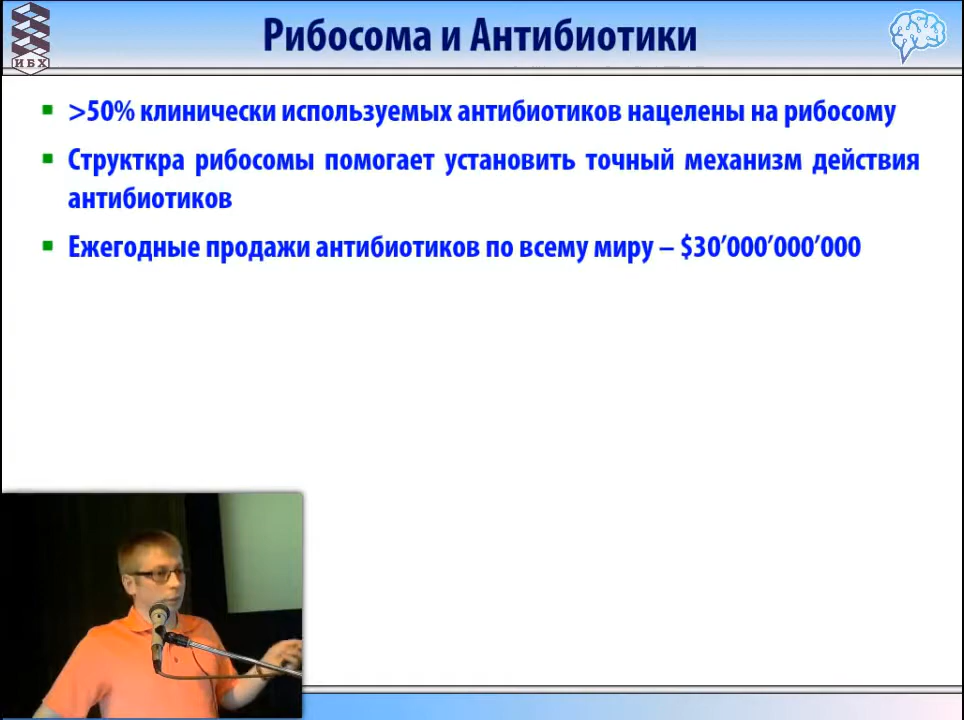 ИБХ
Рибосома и Антибиотики
>50% клинически используемых антибиотиков нацелены на рибосому
Структкра рибосомы помогает установить точный механизм действия
антибиотиков
Ежегодные продажи антибиотиков по всему миру – $30’000’000’000